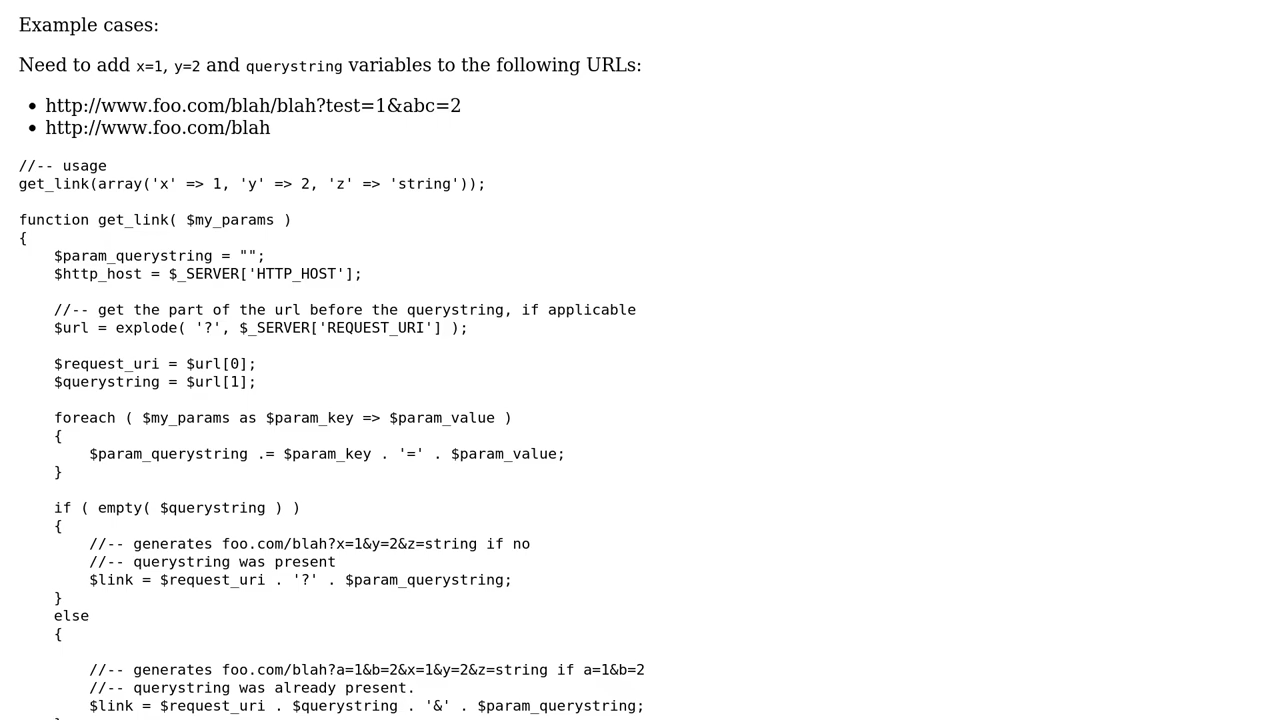 Example cases:
Need to add x=1, y=2 and querystring variables to the following URLs:
• http://www.foo.com/blah/blah?test=1&abc=2
• http://www.foo.com/blah
//-- usage
get_link(array('x' => 1, 'y' => 2, 'z' => 'string'));
function get_link( $my_params )
{
    $param_querystring = "";
    $http_host = $_SERVER['HTTP_HOST'];
    //-- get the part of the url before the querystring, if applicable
    $url = explode( '?', $_SERVER['REQUEST_URI'] );
    $request_uri = $url[0];
    $querystring = $url[1];
    foreach ( $my_params as $param_key => $param_value )
    {
        $param_querystring .= $param_key . '=' . $param_value;
    }
    if ( empty( $querystring ) )
    {
        //-- generates foo.com/blah?x=1&y=2&z=string if no
        //-- querystring was present
        $link = $request_uri . '?' . $param_querystring;
    }
    else
    {
        //-- generates foo.com/blah?a=1&b=2&x=1&y=2&z=string if a=1&b=2
        //-- querystring was already present.
        $link = $request_uri . $querystring . '&' . $param_querystring;